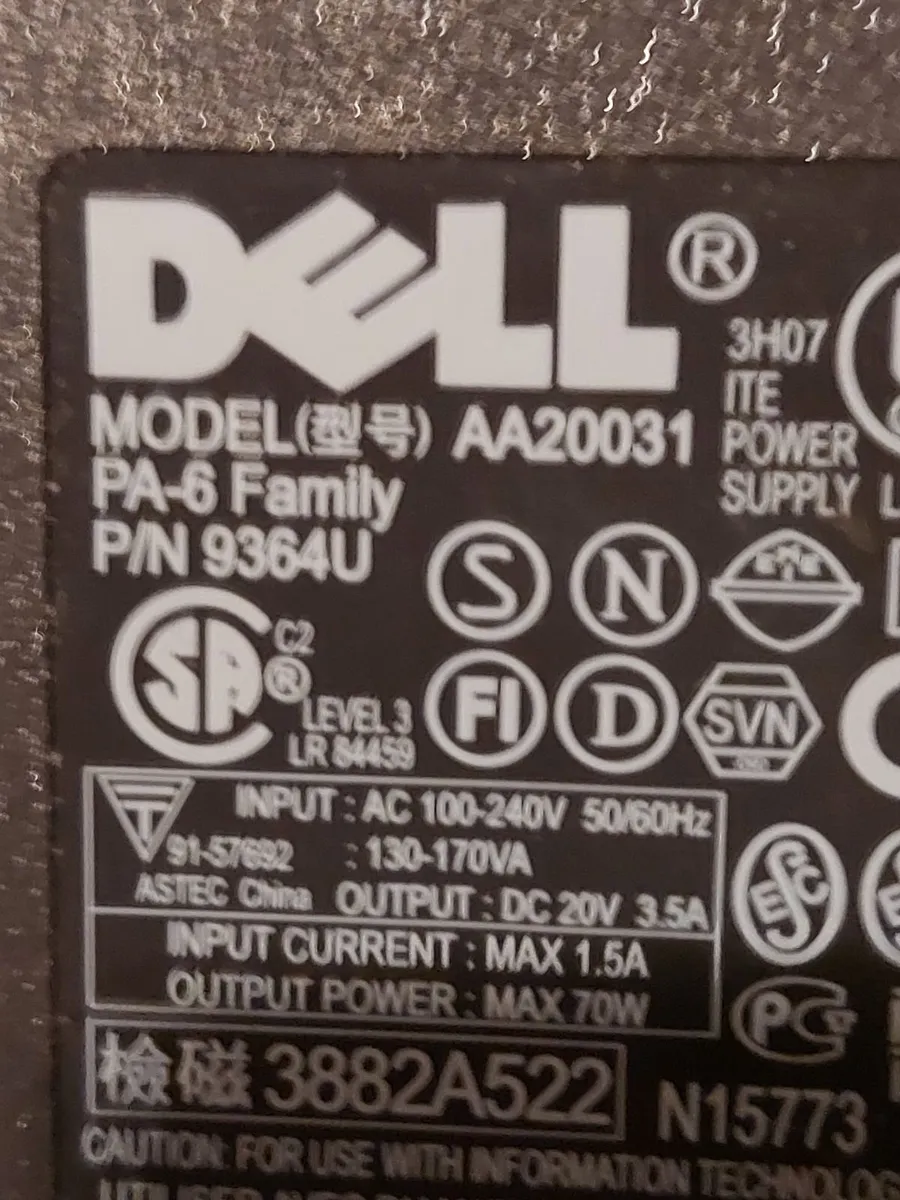 DELL®
3H07
ITE
POWER
SUPPLY L
MODEL(型号) AA20031
PA-6 Family
P/N 9364U
S N
C2
SA ®
LEVEL 3
LR 84459
FI D SVN
T
INPUT : AC 100-240V 50/60Hz
91-57692 : 130-170VA
ASTEC China OUTPUT : DC 20V 3.5A
INPUT CURRENT : MAX 1.5A
OUTPUT POWER : MAX 70W
PG
檢磁 3882A522
N15773
CAUTION: FOR USE WITH INFORMATION TECHNOLOG